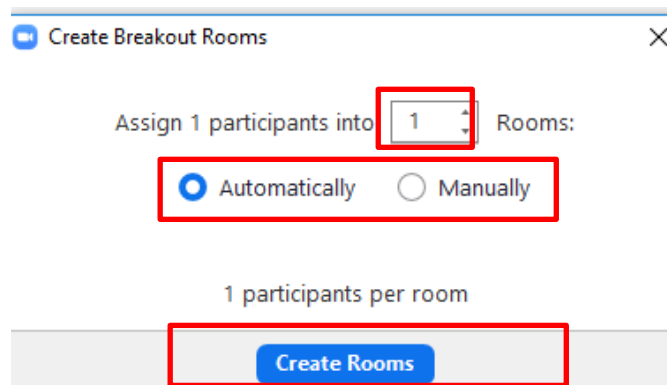 Create Breakout Rooms
Assign 1 participants into 1 Rooms:
Automatically Manually
1 participants per room
Create Rooms